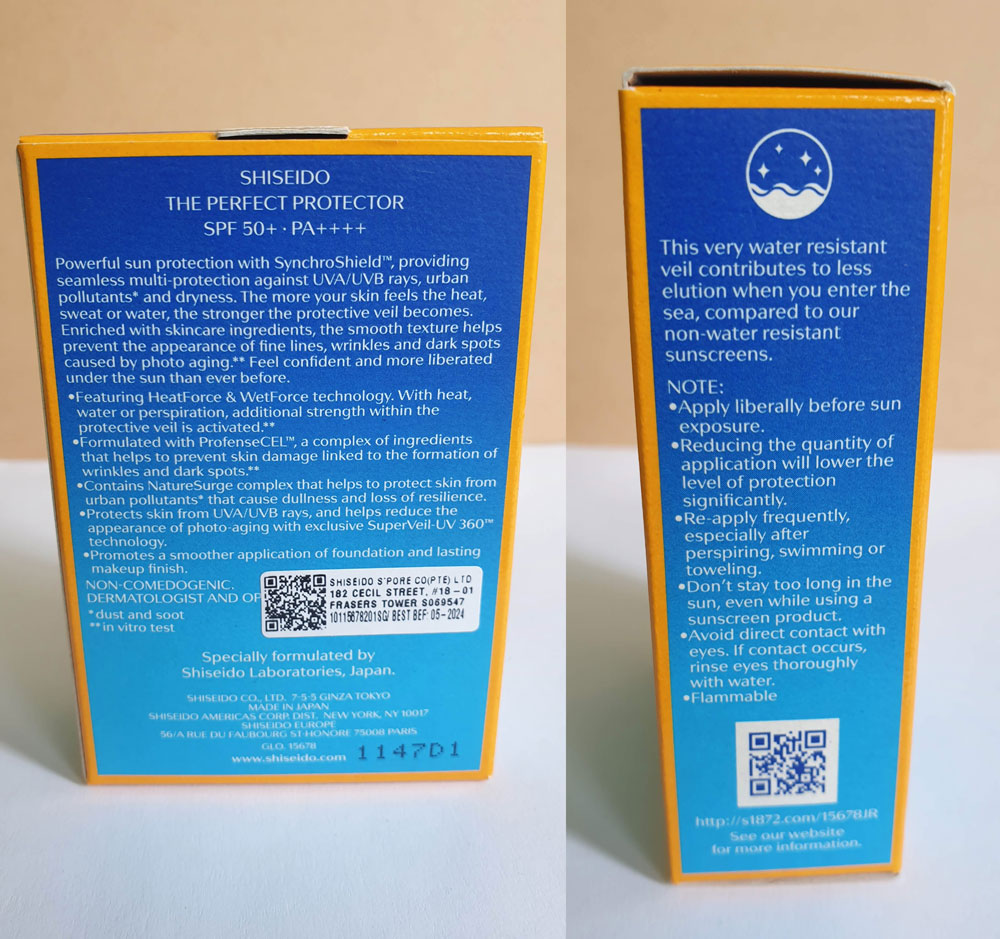 SHISEIDO
THE PERFECT PROTECTOR
SPF 50+ · PA++++
Powerful sun protection with SynchroShield™, providing
seamless multi-protection against UVA/UVB rays, urban
pollutants* and dryness. The more your skin feels the heat,
sweat or water, the stronger the protective veil becomes.
Enriched with skincare ingredients, the smooth texture helps
prevent the appearance of fine lines, wrinkles and dark spots
caused by photo aging.** Feel confident and more liberated
under the sun than ever before.
•Featuring HeatForce & WetForce technology. With heat,
water or perspiration, additional strength within the
protective veil is activated.**
•Formulated with ProfenseCEL™, a complex of ingredients
that helps to prevent skin damage linked to the formation of
wrinkles and dark spots.**
•Contains NatureSurge complex that helps to protect skin from
urban pollutants* that cause dullness and loss of resilience.
•Protects skin from UVA/UVB rays, and helps reduce the
appearance of photo-aging with exclusive SuperVeil-UV 360™
technology.
•Promotes a smoother application of foundation and lasting
makeup finish.
NON-COMEDOGENIC.
DERMATOLOGIST AND OP
*dust and soot
**in vitro test
SHISEIDO S'PORE CO(PTE) LTD
182 CECIL STREET, #18-01
FRASERS TOWER S069547
10115678201SG/ BEST BEF: 05-2024
Specially formulated by
Shiseido Laboratories, Japan.
SHISEIDO CO., LTD. 7-5-5 GINZA TOKYO
MADE IN JAPAN
SHISEIDO AMERICAS CORP. DIST. NEW YORK, NY 10017
SHISEIDO EUROPE
56/A RUE DU FAUBOURG ST-HONORE 75008 PARIS
GLO. 15678
www.shiseido.com 1147D1
This very water resistant
veil contributes to less
elution when you enter the
sea, compared to our
non-water resistant
sunscreens.
NOTE:
•Apply liberally before sun
exposure.
•Reducing the quantity of
application will lower the
level of protection
significantly.
•Re-apply frequently,
especially after
perspiring, swimming or
toweling.
•Don't stay too long in the
sun, even while using a
sunscreen product.
•Avoid direct contact with
eyes. If contact occurs,
rinse eyes thoroughly
with water.
•Flammable
http://s1872.com/15678JR
See our website
for more information.